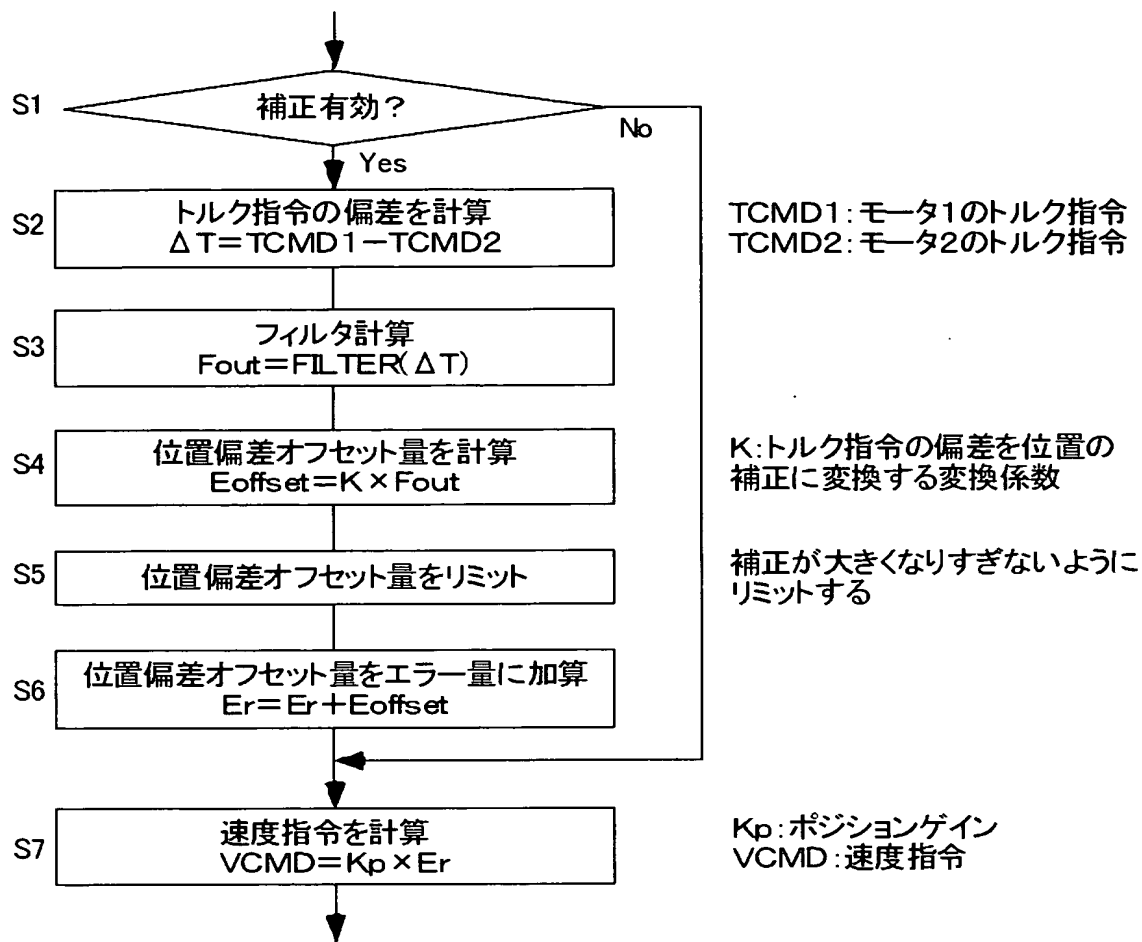 S1
補正有効？
No
Yes
S2
トルク指令の偏差を計算
ΔT＝TCMD1－TCMD2
TCMD1：モータ1のトルク指令
TCMD2：モータ2のトルク指令
S3
フィルタ計算
Fout＝FILTER(ΔT)
S4
位置偏差オフセット量を計算
Eoffset＝K×Fout
K：トルク指令の偏差を位置の
補正に変換する変換係数
S5
位置偏差オフセット量をリミット
補正が大きくなりすぎないように
リミットする
S6
位置偏差オフセット量をエラー量に加算
Er＝Er＋Eoffset
S7
速度指令を計算
VCMD＝Kp×Er
Kp：ポジションゲイン
VCMD：速度指令